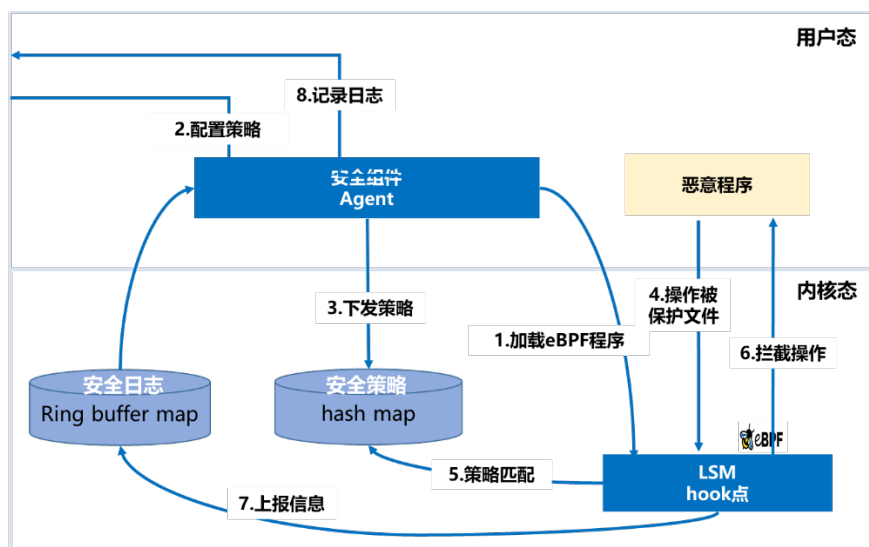 用户态
8.记录日志
2.配置策略
安全组件
Agent
恶意程序
内核态
3.下发策略
4.操作被
保护文件
1.加载eBPF程序
6.拦截操作
安全日志
Ring buffer map
安全策略
hash map
eBPF
5.策略匹配
LSM
hook点
7.上报信息